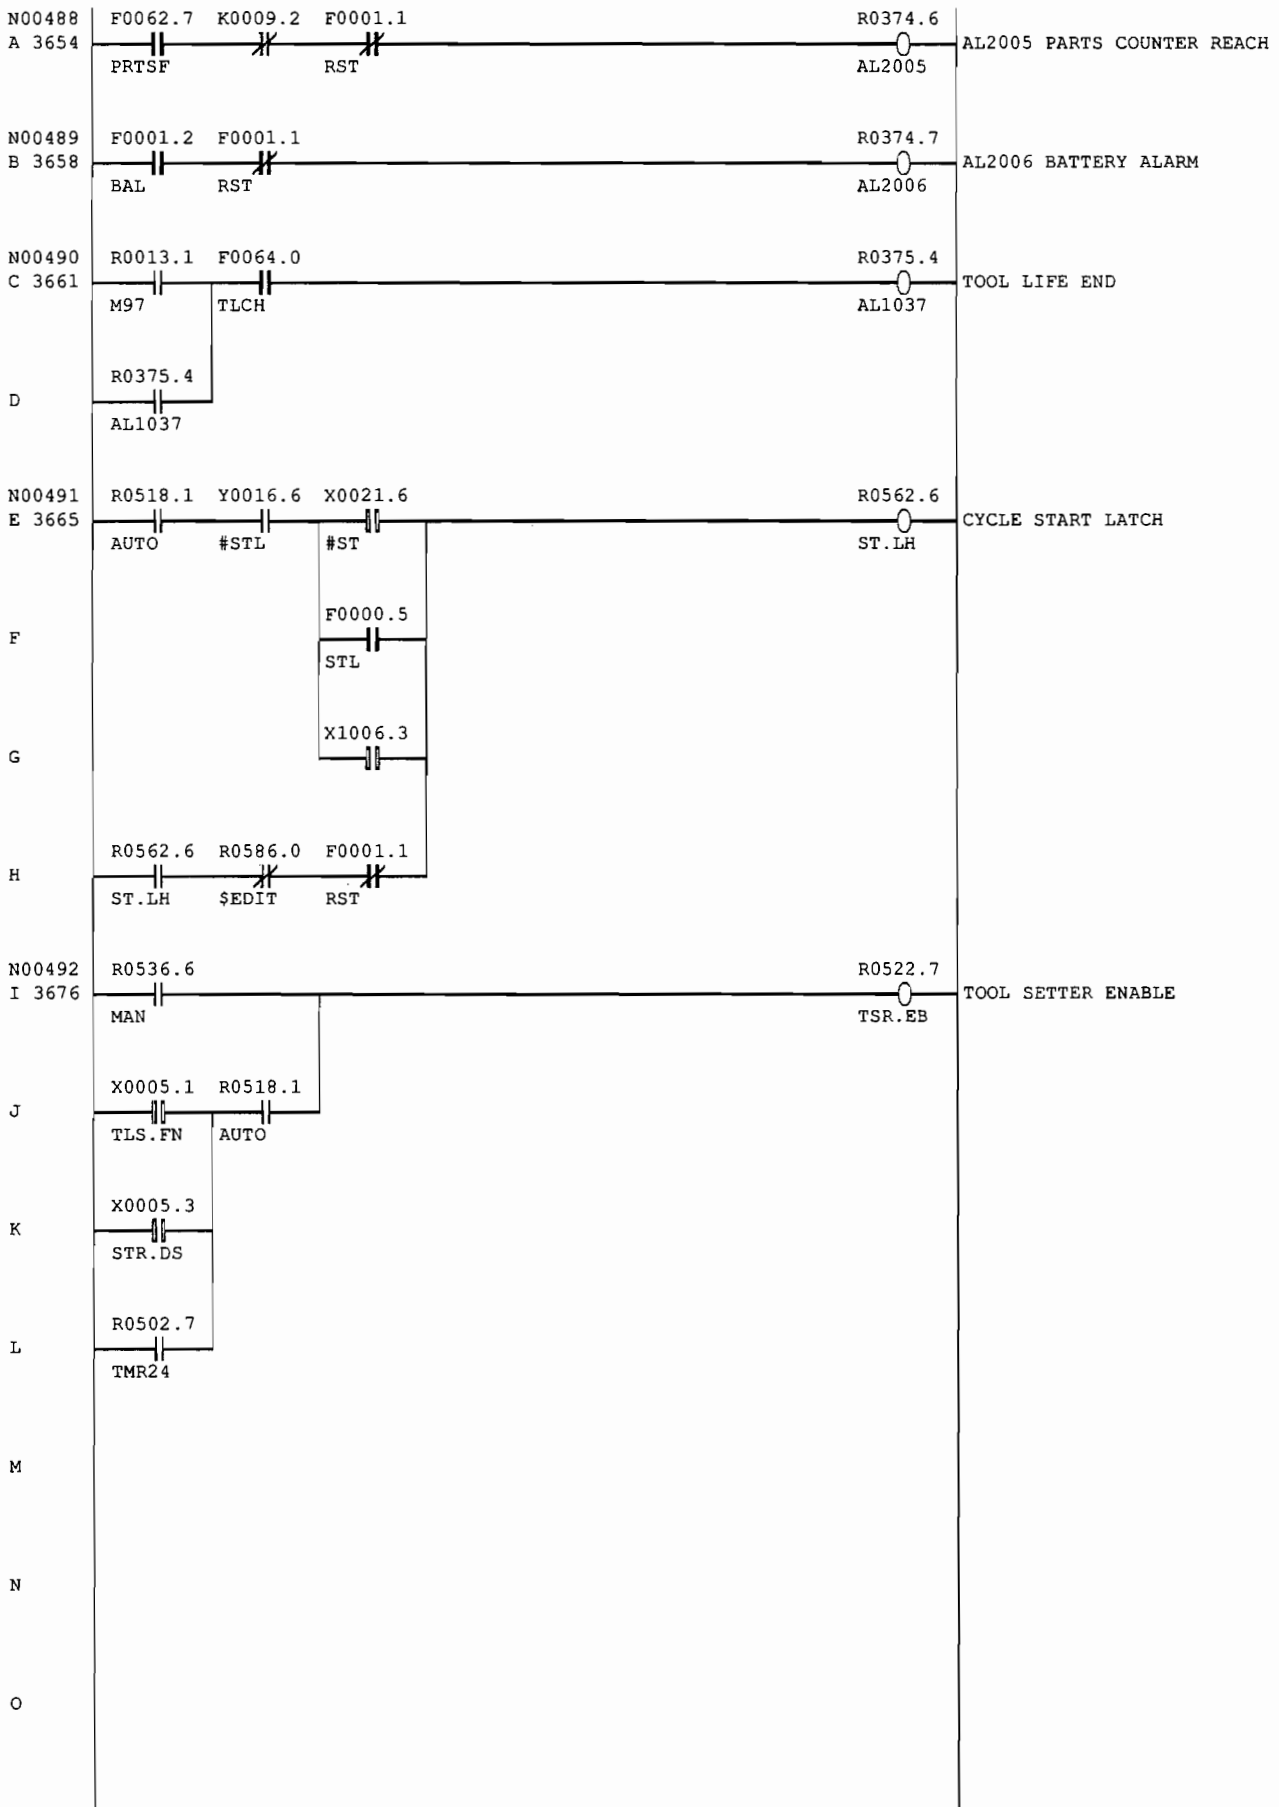 N00488 F0062.7 K0009.2 F0001.1 R0374.6
A 3654 AL2005 PARTS COUNTER REACH
PRTSF RST AL2005
N00489 F0001.2 F0001.1 R0374.7
B 3658 AL2006 BATTERY ALARM
BAL RST AL2006
N00490 R0013.1 F0064.0 R0375.4
C 3661 TOOL LIFE END
M97 TLCH AL1037
R0375.4
D
AL1037
N00491 R0518.1 Y0016.6 X0021.6 R0562.6
E 3665 CYCLE START LATCH
AUTO #STL #ST ST.LH
F0000.5
F
STL
X1006.3
G
R0562.6 R0586.0 F0001.1
H
ST.LH $EDIT RST
N00492 R0536.6 R0522.7
I 3676 TOOL SETTER ENABLE
MAN TSR.EB
X0005.1 R0518.1
J
TLS.FN AUTO
X0005.3
K
STR.DS
R0502.7
L
TMR24
M
N
O